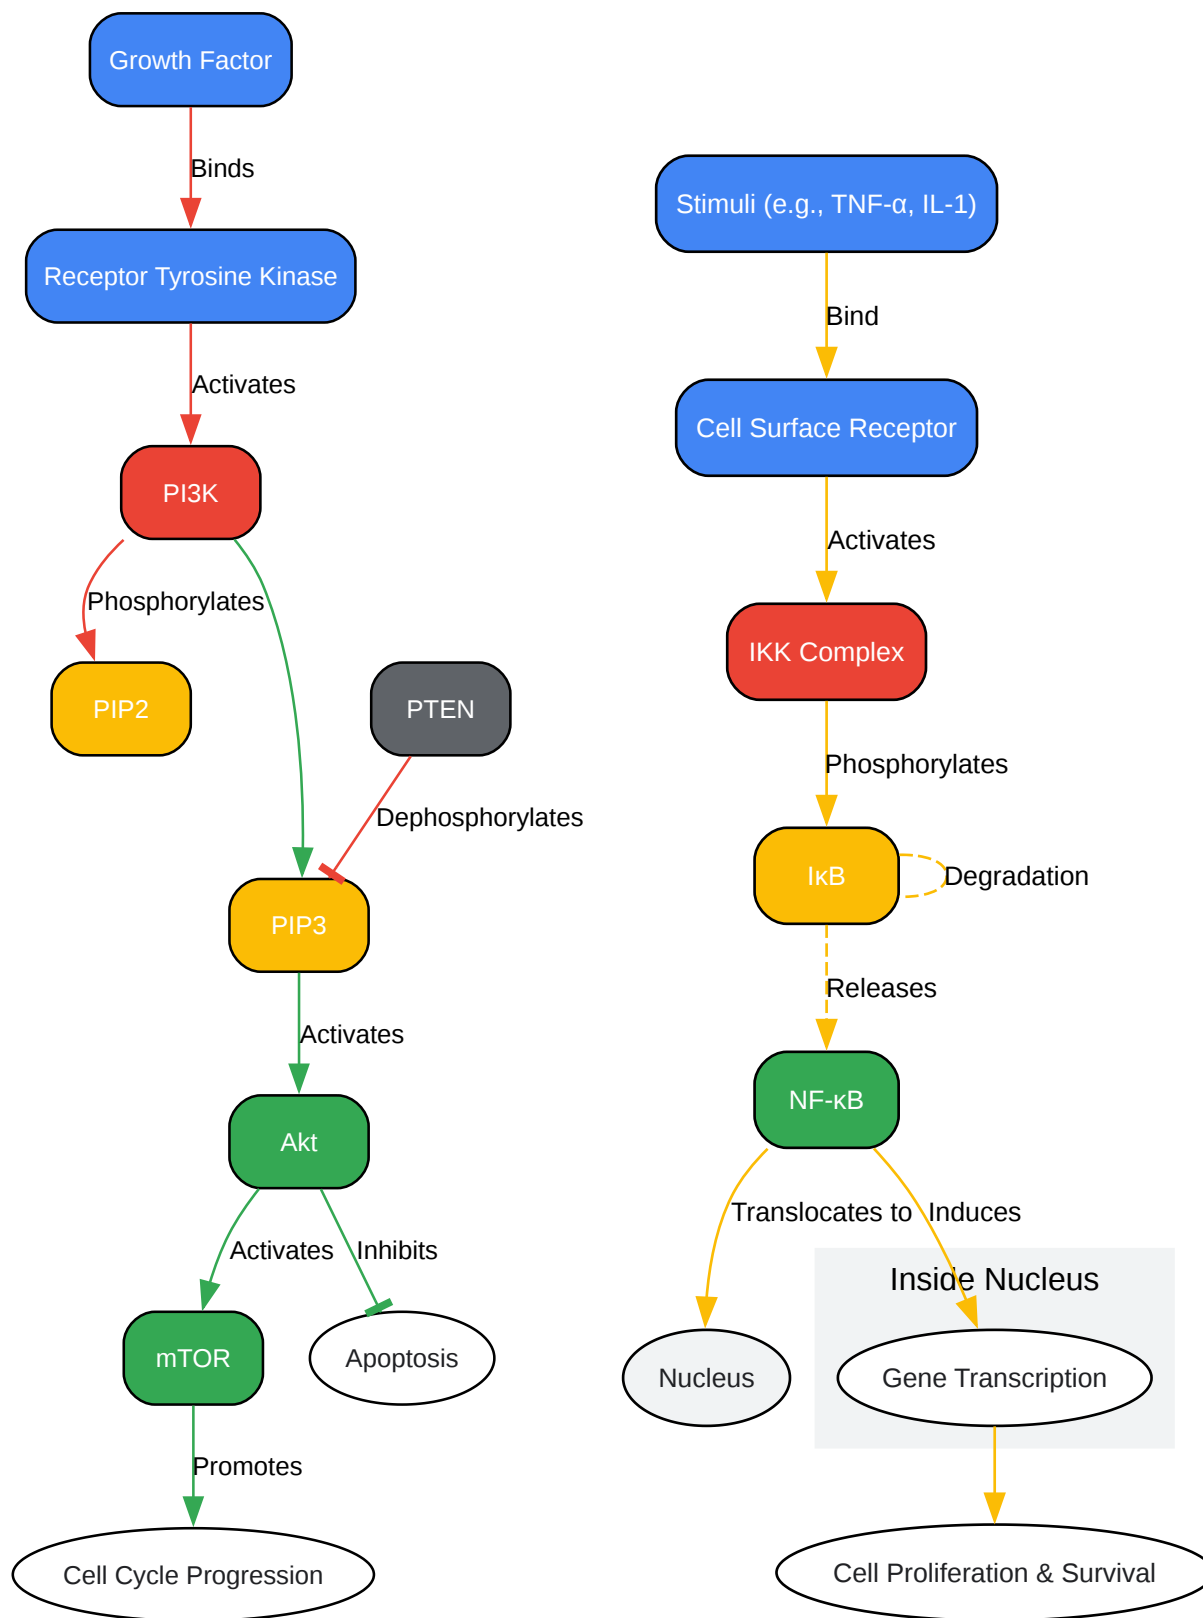 Growth Factor
Binds
Receptor Tyrosine Kinase
Activates
PI3K
Phosphorylates
PIP2
PTEN
Dephosphorylates
PIP3
Activates
Akt
Activates
Inhibits
mTOR
Apoptosis
Promotes
Cell Cycle Progression
Stimuli (e.g., TNF-α, IL-1)
Bind
Cell Surface Receptor
Activates
IKK Complex
Phosphorylates
IκB
Degradation
Releases
NF-κB
Translocates to
Induces
Inside Nucleus
Nucleus
Gene Transcription
Cell Proliferation & Survival